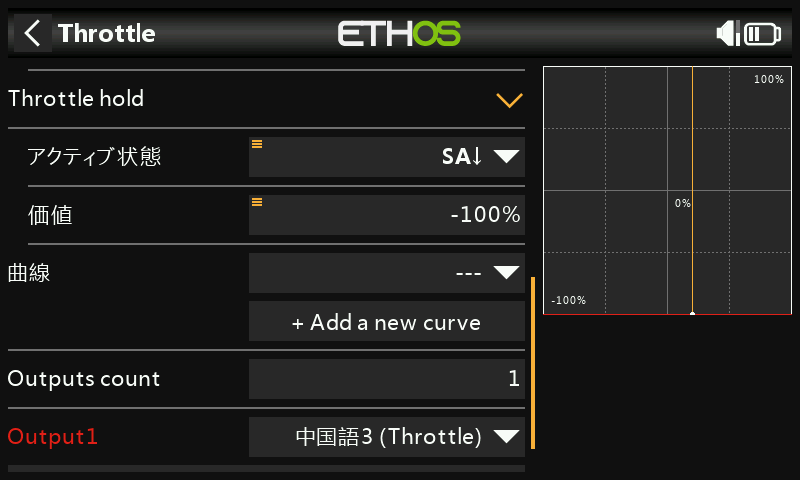 Throttle
ETHOS
Throttle hold
アクティブ状態
SA↓
価値
-100%
曲線
---
+ Add a new curve
Outputs count
1
Output1
中国語3 (Throttle)
100%
0%
-100%